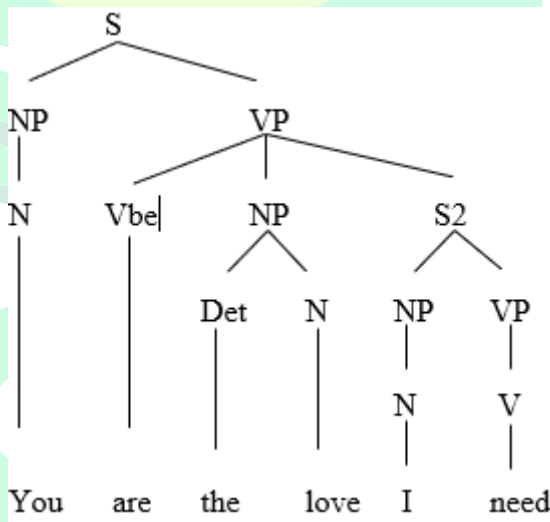 S
NP VP
N Vbe NP S2
Det N NP VP
N V
You are the love I need